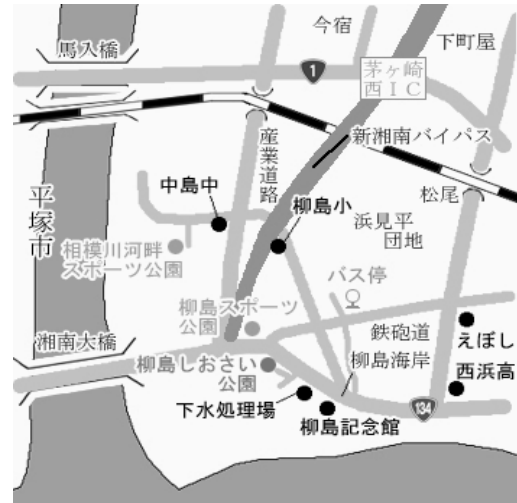 今宿
馬入橋
下町屋
1
茅ヶ崎
西IC
新湘南バイパス
産業道路
中島中
柳島小
松尾
浜見平
団地
平塚市
相模川河畔
スポーツ公園
バス停
柳島スポーツ
公園
湘南大橋
鉄砲道
えぼし
柳島しおさい
公園
柳島海岸
西浜高
下水処理場
柳島記念館
134